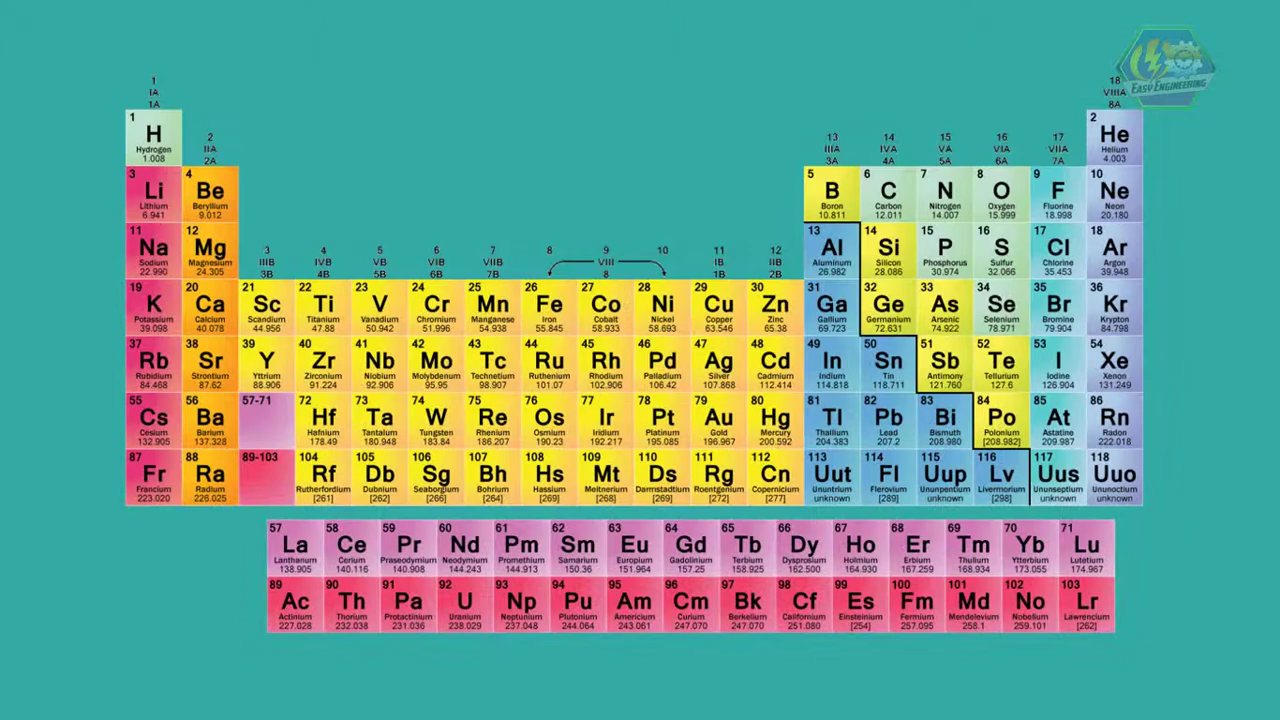 EASY ENGINEERING
1 18
IA VIIIA
1A 8A
1 2
H He
Hydrogen Helium
1.008 4.003
2 13 14 15 16 17
IIA IIIA IVA VA VIA VIIA
2A 3A 4A 5A 6A 7A
3 4 5 6 7 8 9 10
Li Be B C N O F Ne
Lithium Beryllium Boron Carbon Nitrogen Oxygen Fluorine Neon
6.941 9.012 10.811 12.011 14.007 15.999 18.998 20.180
11 12 13 14 15 16 17 18
Na Mg Al Si P S Cl Ar
Sodium Magnesium Aluminum Silicon Phosphorus Sulfur Chlorine Argon
22.990 24.305 26.982 28.086 30.974 32.066 35.453 39.948
3 4 5 6 7 8 9 10 11 12
IIIB IVB VB VIB VIIB VIII IB IIB
3B 4B 5B 6B 7B 8 1B 2B
19 20 21 22 23 24 25 26 27 28 29 30 31 32 33 34 35 36
K Ca Sc Ti V Cr Mn Fe Co Ni Cu Zn Ga Ge As Se Br Kr
Potassium Calcium Scandium Titanium Vanadium Chromium Manganese Iron Cobalt Nickel Copper Zinc Gallium Germanium Arsenic Selenium Bromine Krypton
39.098 40.078 44.956 47.88 50.942 51.996 54.938 55.845 58.933 58.693 63.546 65.38 69.723 72.631 74.922 78.971 79.904 84.798
37 38 39 40 41 42 43 44 45 46 47 48 49 50 51 52 53 54
Rb Sr Y Zr Nb Mo Tc Ru Rh Pd Ag Cd In Sn Sb Te I Xe
Rubidium Strontium Yttrium Zirconium Niobium Molybdenum Technetium Ruthenium Rhodium Palladium Silver Cadmium Indium Tin Antimony Tellurium Iodine Xenon
84.468 87.62 88.906 91.224 92.906 95.95 98.907 101.07 102.906 106.42 107.868 112.414 114.818 118.711 121.760 127.6 126.904 131.249
55 56 57-71 72 73 74 75 76 77 78 79 80 81 82 83 84 85 86
Cs Ba Hf Ta W Re Os Ir Pt Au Hg Tl Pb Bi Po At Rn
Cesium Barium Hafnium Tantalum Tungsten Rhenium Osmium Iridium Platinum Gold Mercury Thallium Lead Bismuth Polonium Astatine Radon
132.905 137.328 178.49 180.948 183.84 186.207 190.23 192.217 195.085 196.967 200.592 204.383 207.2 208.980 [208.982] 209.987 222.018
87 88 89-103 104 105 106 107 108 109 110 111 112 113 114 115 116 117 118
Fr Ra Rf Db Sg Bh Hs Mt Ds Rg Cn Uut Fl Uup Lv Uus Uuo
Francium Radium Rutherfordium Dubnium Seaborgium Bohrium Hassium Meitnerium Darmstadtium Roentgenium Copernicium Ununtrium Flerovium Ununpentium Livermorium Ununseptium Ununoctium
223.020 226.025 [261] [262] [266] [264] [269] [268] [269] [272] [277] unknown [289] unknown [298] unknown unknown
57 58 59 60 61 62 63 64 65 66 67 68 69 70 71
La Ce Pr Nd Pm Sm Eu Gd Tb Dy Ho Er Tm Yb Lu
Lanthanum Cerium Praseodymium Neodymium Promethium Samarium Europium Gadolinium Terbium Dysprosium Holmium Erbium Thulium Ytterbium Lutetium
138.905 140.116 140.908 144.243 144.913 150.36 151.964 157.25 158.925 162.500 164.930 167.259 168.934 173.055 174.967
89 90 91 92 93 94 95 96 97 98 99 100 101 102 103
Ac Th Pa U Np Pu Am Cm Bk Cf Es Fm Md No Lr
Actinium Thorium Protactinium Uranium Neptunium Plutonium Americium Curium Berkelium Californium Einsteinium Fermium Mendelevium Nobelium Lawrencium
227.028 232.038 231.036 238.029 237.048 244.064 243.061 247.070 247.070 251.080 [254] 257.095 258.1 259.101 [262]